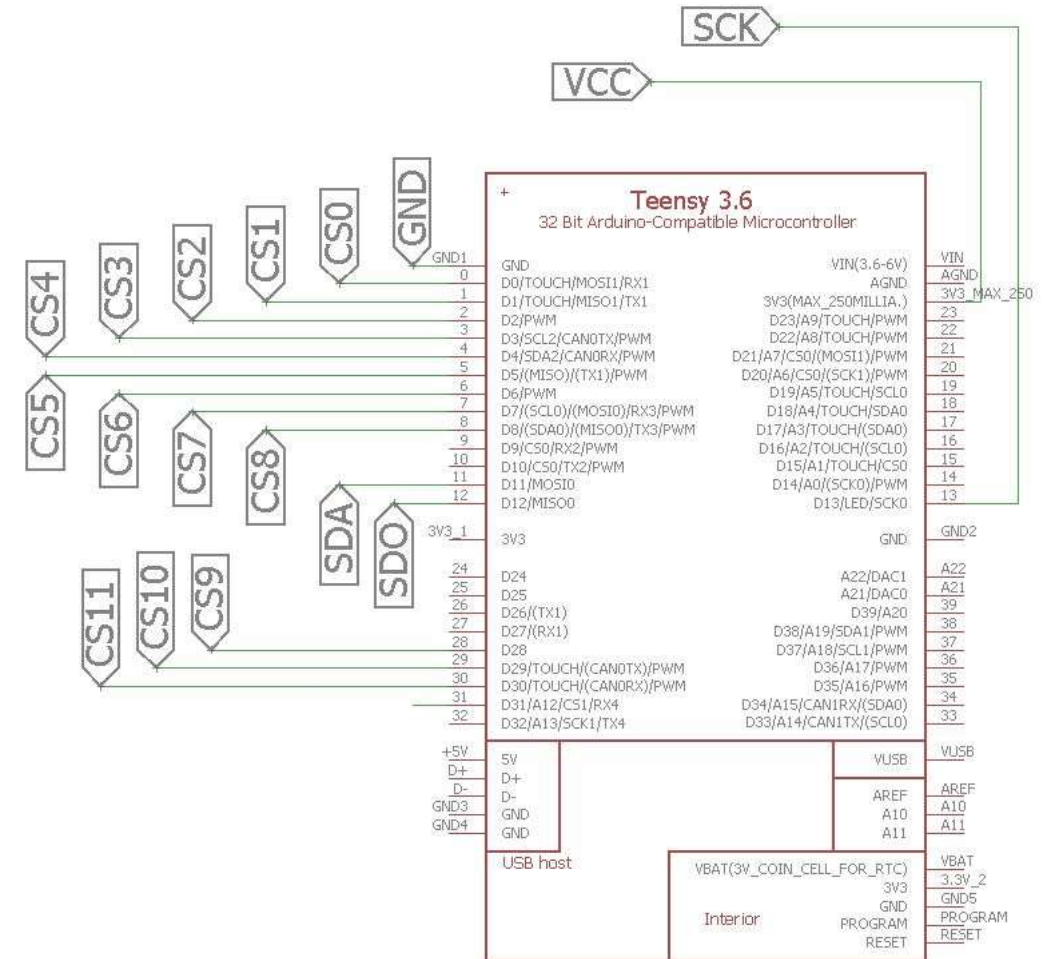 SCK
VCC
GND
CS0
CS1
CS2
CS3
CS4
CS5
CS6
CS7
CS8
SDA
SDO
CS9
CS10
CS11
+
Teensy 3.6
32 Bit Arduino-Compatible Microcontroller
GND1 GND
0 D0/TOUCH/MOSI1/RX1
1 D1/TOUCH/MISO1/TX1
2 D2/PWM
3 D3/SCL2/CAN0TX/PWM
4 D4/SDA2/CAN0RX/PWM
5 D5/(MISO)/(TX1)/PWM
6 D6/PWM
7 D7/(SCL0)/(MOSI0)/RX3/PWM
8 D8/(SDA0)/(MISO0)/TX3/PWM
9 D9/CS0/RX2/PWM
10 D10/CS0/TX2/PWM
11 D11/MOSI0
12 D12/MISO0
3V3_1 3V3
24 D24
25 D25
26 D26/(TX1)
27 D27/(RX1)
28 D28
29 D29/TOUCH/(CAN0TX)/PWM
30 D30/TOUCH/(CAN0RX)/PWM
31 D31/A12/CS1/RX4
32 D32/A13/SCK1/TX4
+5V 5V
D+ D+
D- D-
GND3 GND
GND4 GND
USB host
VIN(3.6-6V) VIN
AGND AGND
3V3(MAX_250MILLIA.) 3V3_MAX_250
D23/A9/TOUCH/PWM 23
D22/A8/TOUCH/PWM 22
D21/A7/CS0/(MOSI1)/PWM 21
D20/A6/CS0/(SCK1)/PWM 20
D19/A5/TOUCH/SCL0 19
D18/A4/TOUCH/SDA0 18
D17/A3/TOUCH/(SDA0) 17
D16/A2/TOUCH/(SCL0) 16
D15/A1/TOUCH/CS0 15
D14/A0/(SCK0)/PWM 14
D13/LED/SCK0 13
GND GND2
A22/DAC1 A22
A21/DAC0 A21
D39/A20 39
D38/A19/SDA1/PWM 38
D37/A18/SCL1/PWM 37
D36/A17/PWM 36
D35/A16/PWM 35
D34/A15/CAN1RX/(SDA0) 34
D33/A14/CAN1TX/(SCL0) 33
VUSB VUSB
AREF AREF
A10 A10
A11 A11
VBAT(3V_COIN_CELL_FOR_RTC) VBAT
3V3 3.3V_2
GND GND5
Interior
PROGRAM PROGRAM
RESET RESET